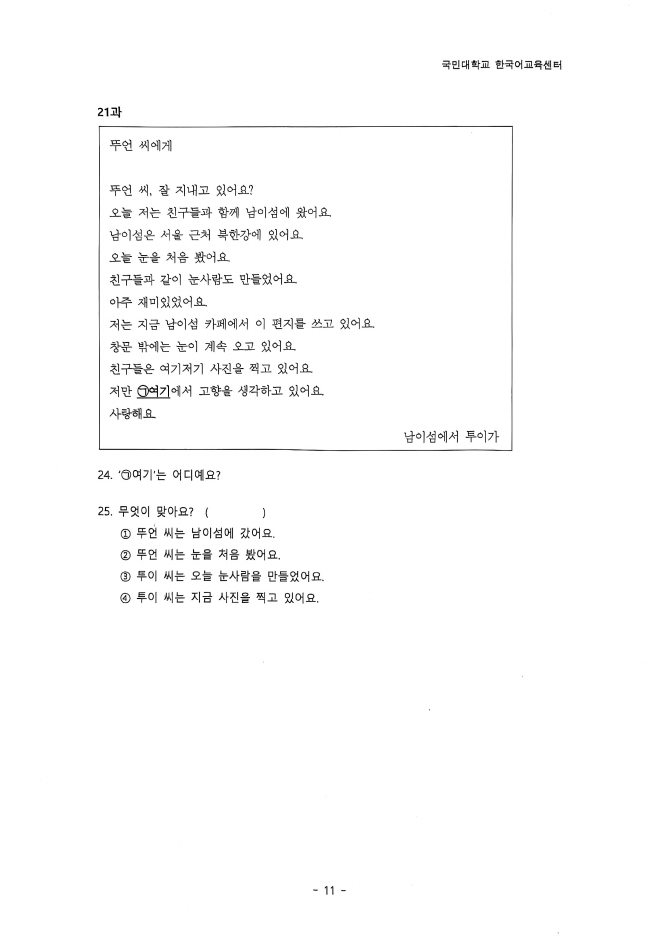 국민대학교 한국어교육센터
21과
뚜언 씨에게
뚜언 씨, 잘 지내고 있어요?
오늘 저는 친구들과 함께 남이섬에 왔어요.
남이섬은 서울 근처 북한강에 있어요.
오늘 눈을 처음 봤어요.
친구들과 같이 눈사람도 만들었어요.
아주 재미있었어요.
저는 지금 남이섬 카페에서 이 편지를 쓰고 있어요.
창문 밖에는 눈이 계속 오고 있어요.
친구들은 여기저기 사진을 찍고 있어요.
저만 ㉠여기에서 고향을 생각하고 있어요.
사랑해요.
남이섬에서 투이가
24. ‘㉠여기’는 어디예요?
25. 무엇이 맞아요? ( )
① 뚜언 씨는 남이섬에 갔어요.
② 뚜언 씨는 눈을 처음 봤어요.
③ 투이 씨는 오늘 눈사람을 만들었어요.
④ 투이 씨는 지금 사진을 찍고 있어요.
- 11 -